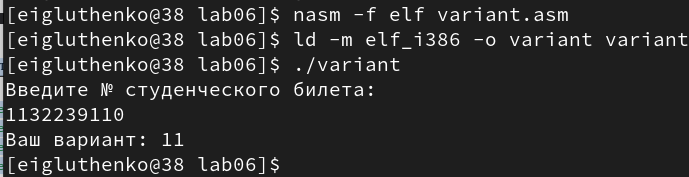 [eigluthenko@38 lab06]$ nasm -f elf variant.asm
[eigluthenko@38 lab06]$ ld -m elf_i386 -o variant variant
[eigluthenko@38 lab06]$ ./variant
Введите № студенческого билета:
1132239110
Ваш вариант: 11
[eigluthenko@38 lab06]$